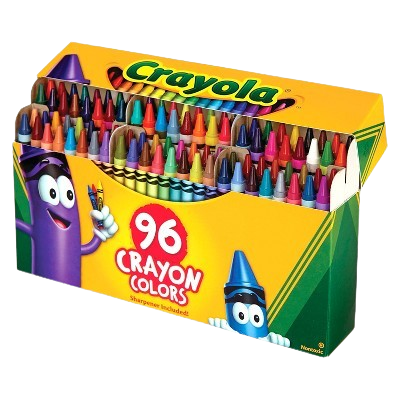 Crayola
96
CRAYON
COLORS
Sharpener Included!
Nontoxic